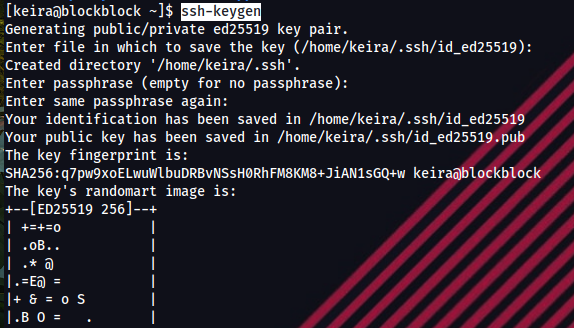 [keira@blockblock ~]$ ssh-keygen
Generating public/private ed25519 key pair.
Enter file in which to save the key (/home/keira/.ssh/id_ed25519):
Created directory '/home/keira/.ssh'.
Enter passphrase (empty for no passphrase):
Enter same passphrase again:
Your identification has been saved in /home/keira/.ssh/id_ed25519
Your public key has been saved in /home/keira/.ssh/id_ed25519.pub
The key fingerprint is:
SHA256:q7pw9xoELwuWlbuDRBvNSsH0RhFM8KM8+JiAN1sGQ+w keira@blockblock
The key's randomart image is:
+--[ED25519 256]--+
| +=+=o           |
| .oB..           |
| .* @            |
|.=E@ =           |
|+ & = o S        |
|.B O =   .       |